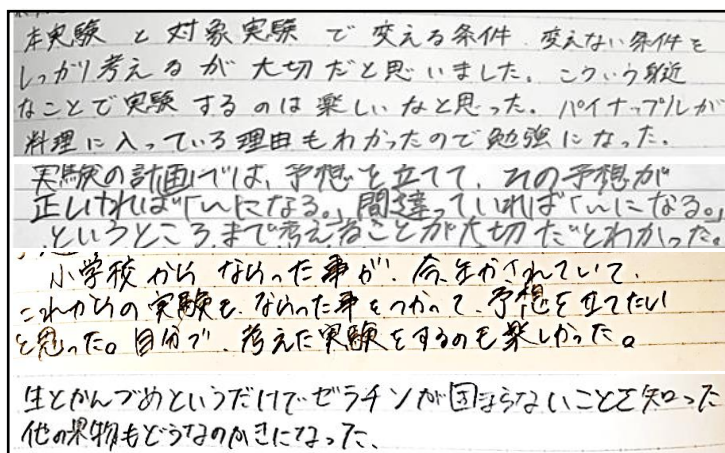 本実験 と 対象実験 で 変える条件 変えない条件を
しっかり考えるが 大切だと思いました。こういう身近
なことで実験するのは楽しいなと思った。パイナップルが
料理に入っている理由もわかったので勉強になった。
実験の計画では、予想を立てて、その予想が
正しければ「〜になる。」間違っていれば「〜になる。」
というところまで考えることが大切だとわかった。
小学校からならった事が、されていて、
これからの実験も、ならった事をつかって、予想を立てたい
と思った。自分で、考えた実験をするのも楽しかった。
生とかんづめというだけでゼラチンが固まらないことを知った
他の果物もどうなのかきになった、